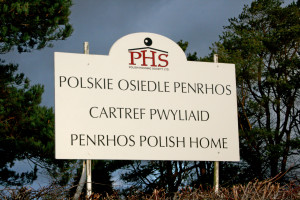 PHS
POLSKIE OSIEDLE PENRHOS
CARTREF PWYLIAID
PENRHOS POLISH HOME